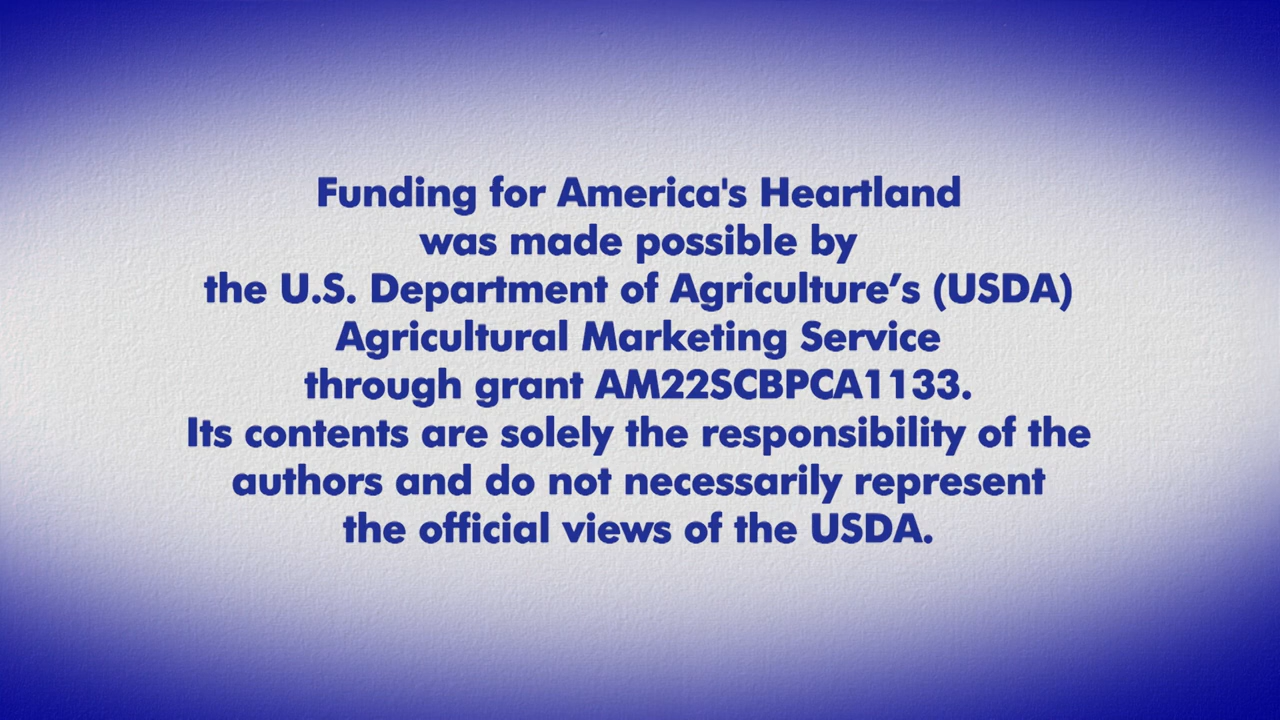 Funding for America's Heartland
was made possible by
the U.S. Department of Agriculture’s (USDA)
Agricultural Marketing Service
through grant AM22SCBPCA1133.
Its contents are solely the responsibility of the
authors and do not necessarily represent
the official views of the USDA.